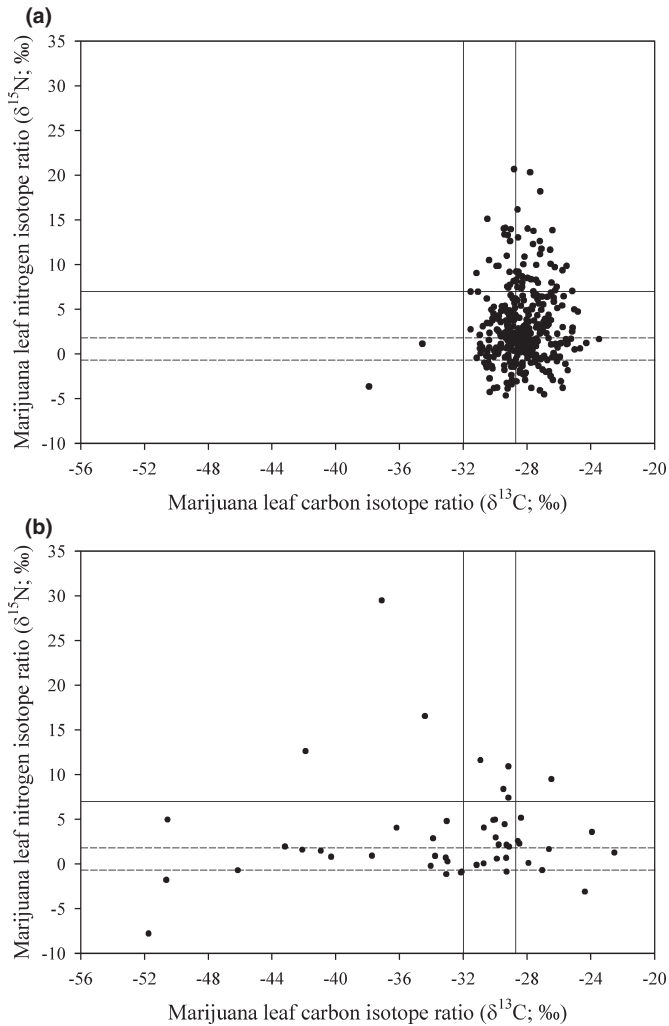 (a)
Marijuana leaf nitrogen isotope ratio (δ¹⁵N; ‰)
35
30
25
20
15
10
5
0
-5
-10
-56 -52 -48 -44 -40 -36 -32 -28 -24 -20
Marijuana leaf carbon isotope ratio (δ¹³C; ‰)
(b)
Marijuana leaf nitrogen isotope ratio (δ¹⁵N; ‰)
35
30
25
20
15
10
5
0
-5
-10
-56 -52 -48 -44 -40 -36 -32 -28 -24 -20
Marijuana leaf carbon isotope ratio (δ¹³C; ‰)